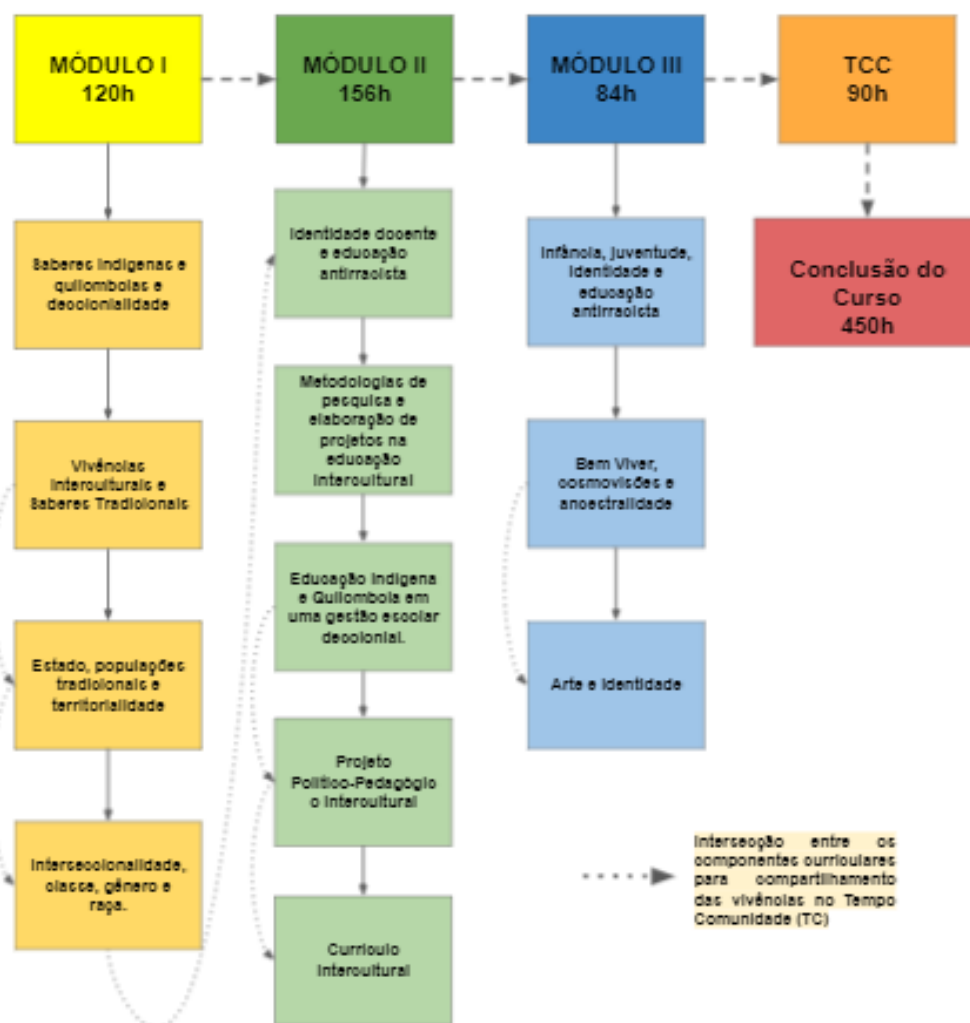 MÓDULO I
120h
MÓDULO II
156h
MÓDULO III
84h
TCC
90h
Saberes indígenas e
quilombolas e
decolonialidade
Vivências
Interculturais e
Saberes Tradicionais
Estado, populações
tradicionais e
territorialidade
Interseccionalidade,
classe, gênero e
raça.
Identidade docente
e educação
antirracista
Metodologias de
pesquisa e
elaboração de
projetos na
educação
Intercultural
Educação Indígena
e Quilombola em
uma gestão escolar
decolonial.
Projeto
Político-Pedagógic
o Intercultural
Currículo
Intercultural
Infância, juventude,
identidade e
educação
antirracista
Bem Viver,
cosmovisões e
ancestralidade
Arte e Identidade
Conclusão do
Curso
450h
Intersecção entre os
componentes curriculares
para compartilhamento
das vivências no Tempo
Comunidade (TC)